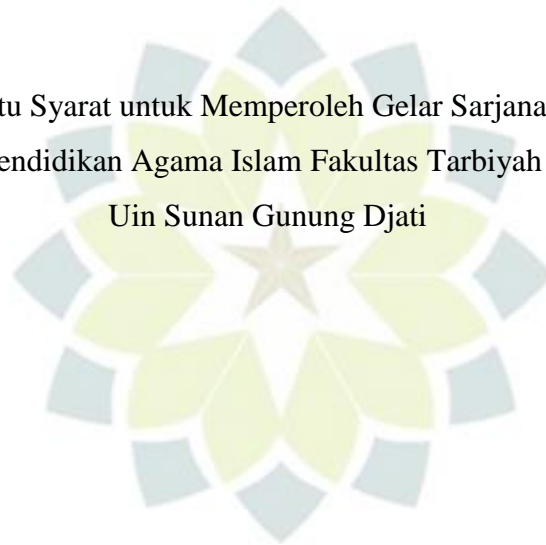 tu Syarat untuk Memperoleh Gelar Sarjana
endidikan Agama Islam Fakultas Tarbiyah
Uin Sunan Gunung Djati